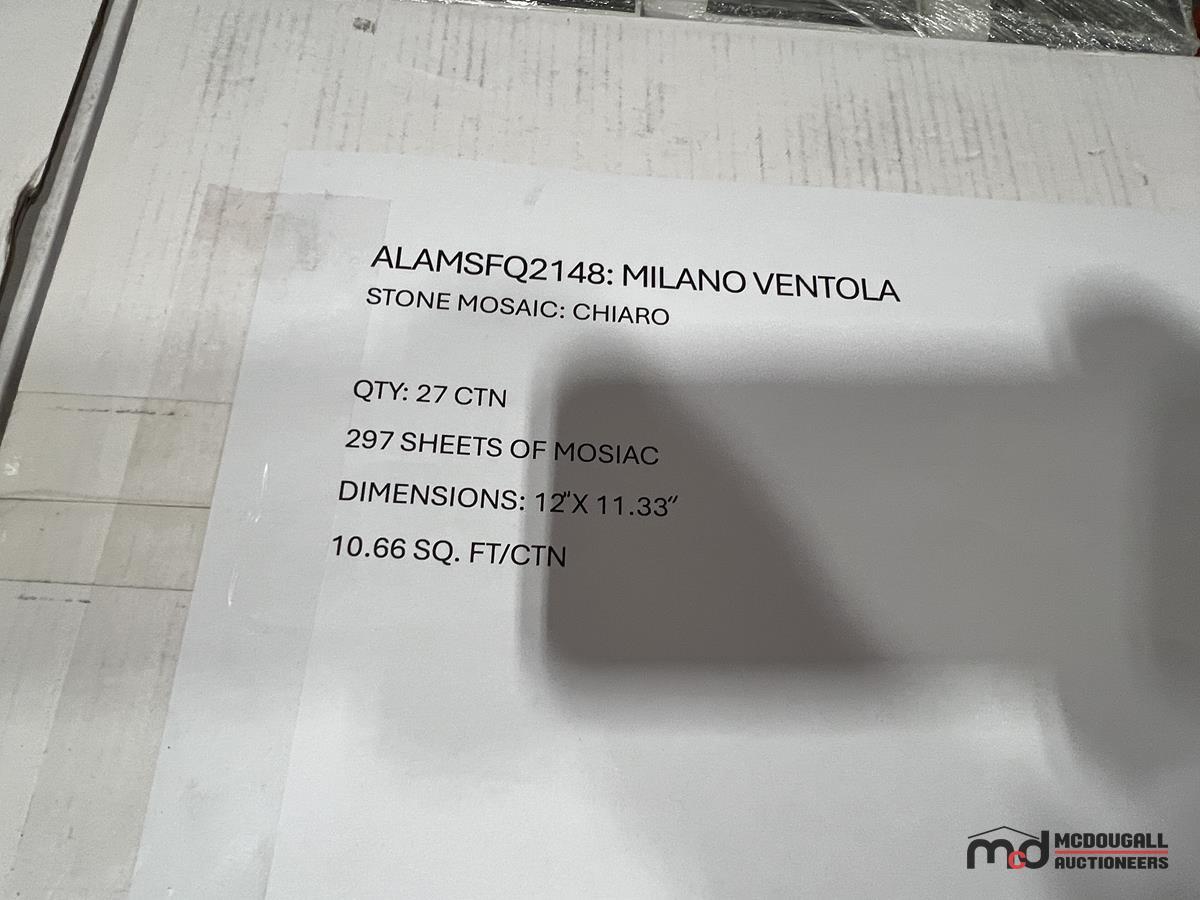 ALAMSFQ2148: MILANO VENTOLA
STONE MOSAIC: CHIARO
QTY: 27 CTN
297 SHEETS OF MOSIAC
DIMENSIONS: 12"X 11.33"
10.66 SQ. FT/CTN
mcd MCDOUGALL
AUCTIONEERS